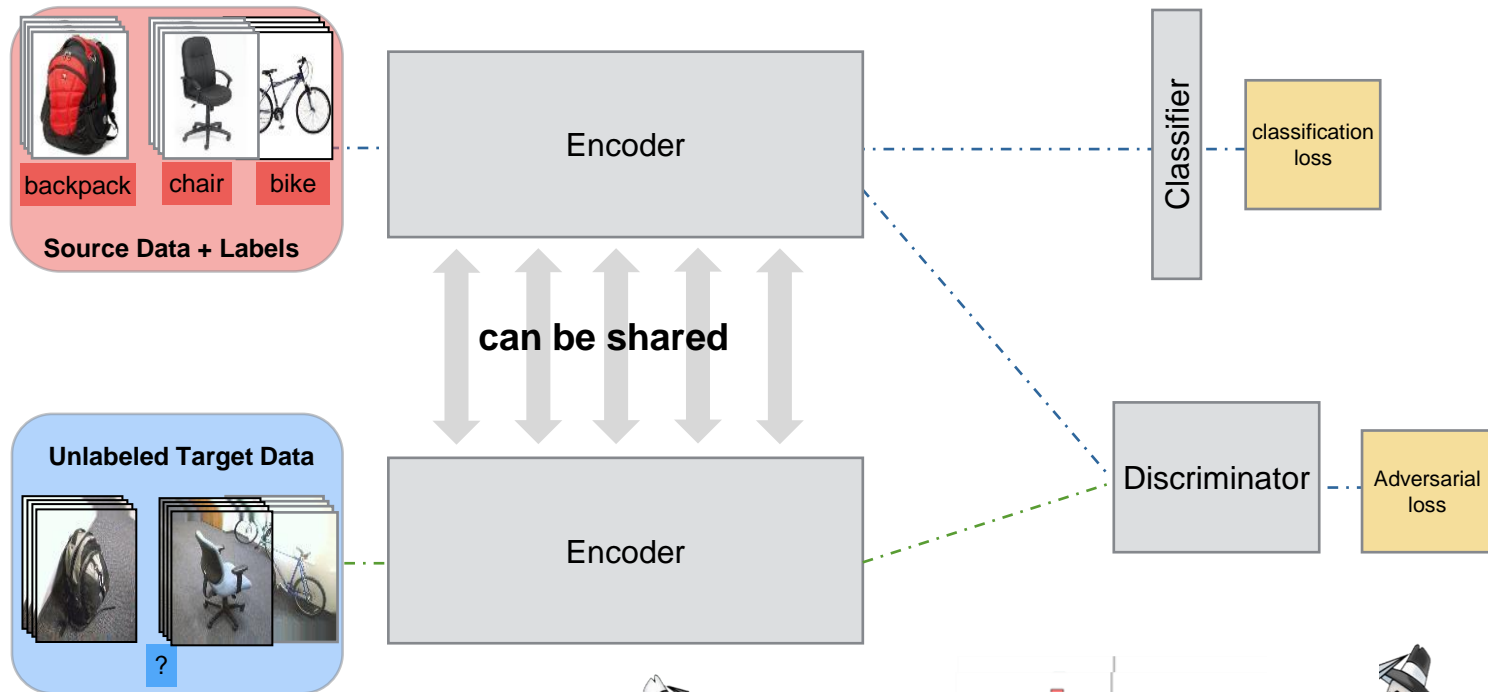 backpack
chair
bike
Source Data + Labels
Encoder
Classifier
classification
loss
can be shared
Unlabeled Target Data
?
Encoder
Discriminator
Adversarial
loss